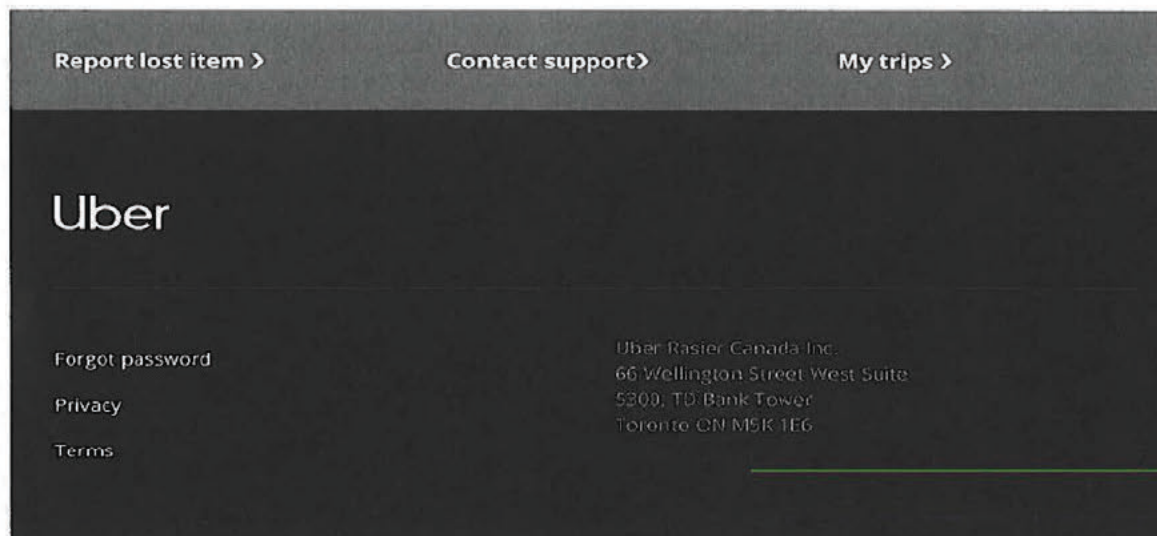 Report lost item ❯
Contact support❯
My trips ❯
Uber
Forgot password
Privacy
Terms
Uber Rasier Canada Inc.
66 Wellington Street West Suite
5300, TD Bank Tower
Toronto ON M5K 1E6